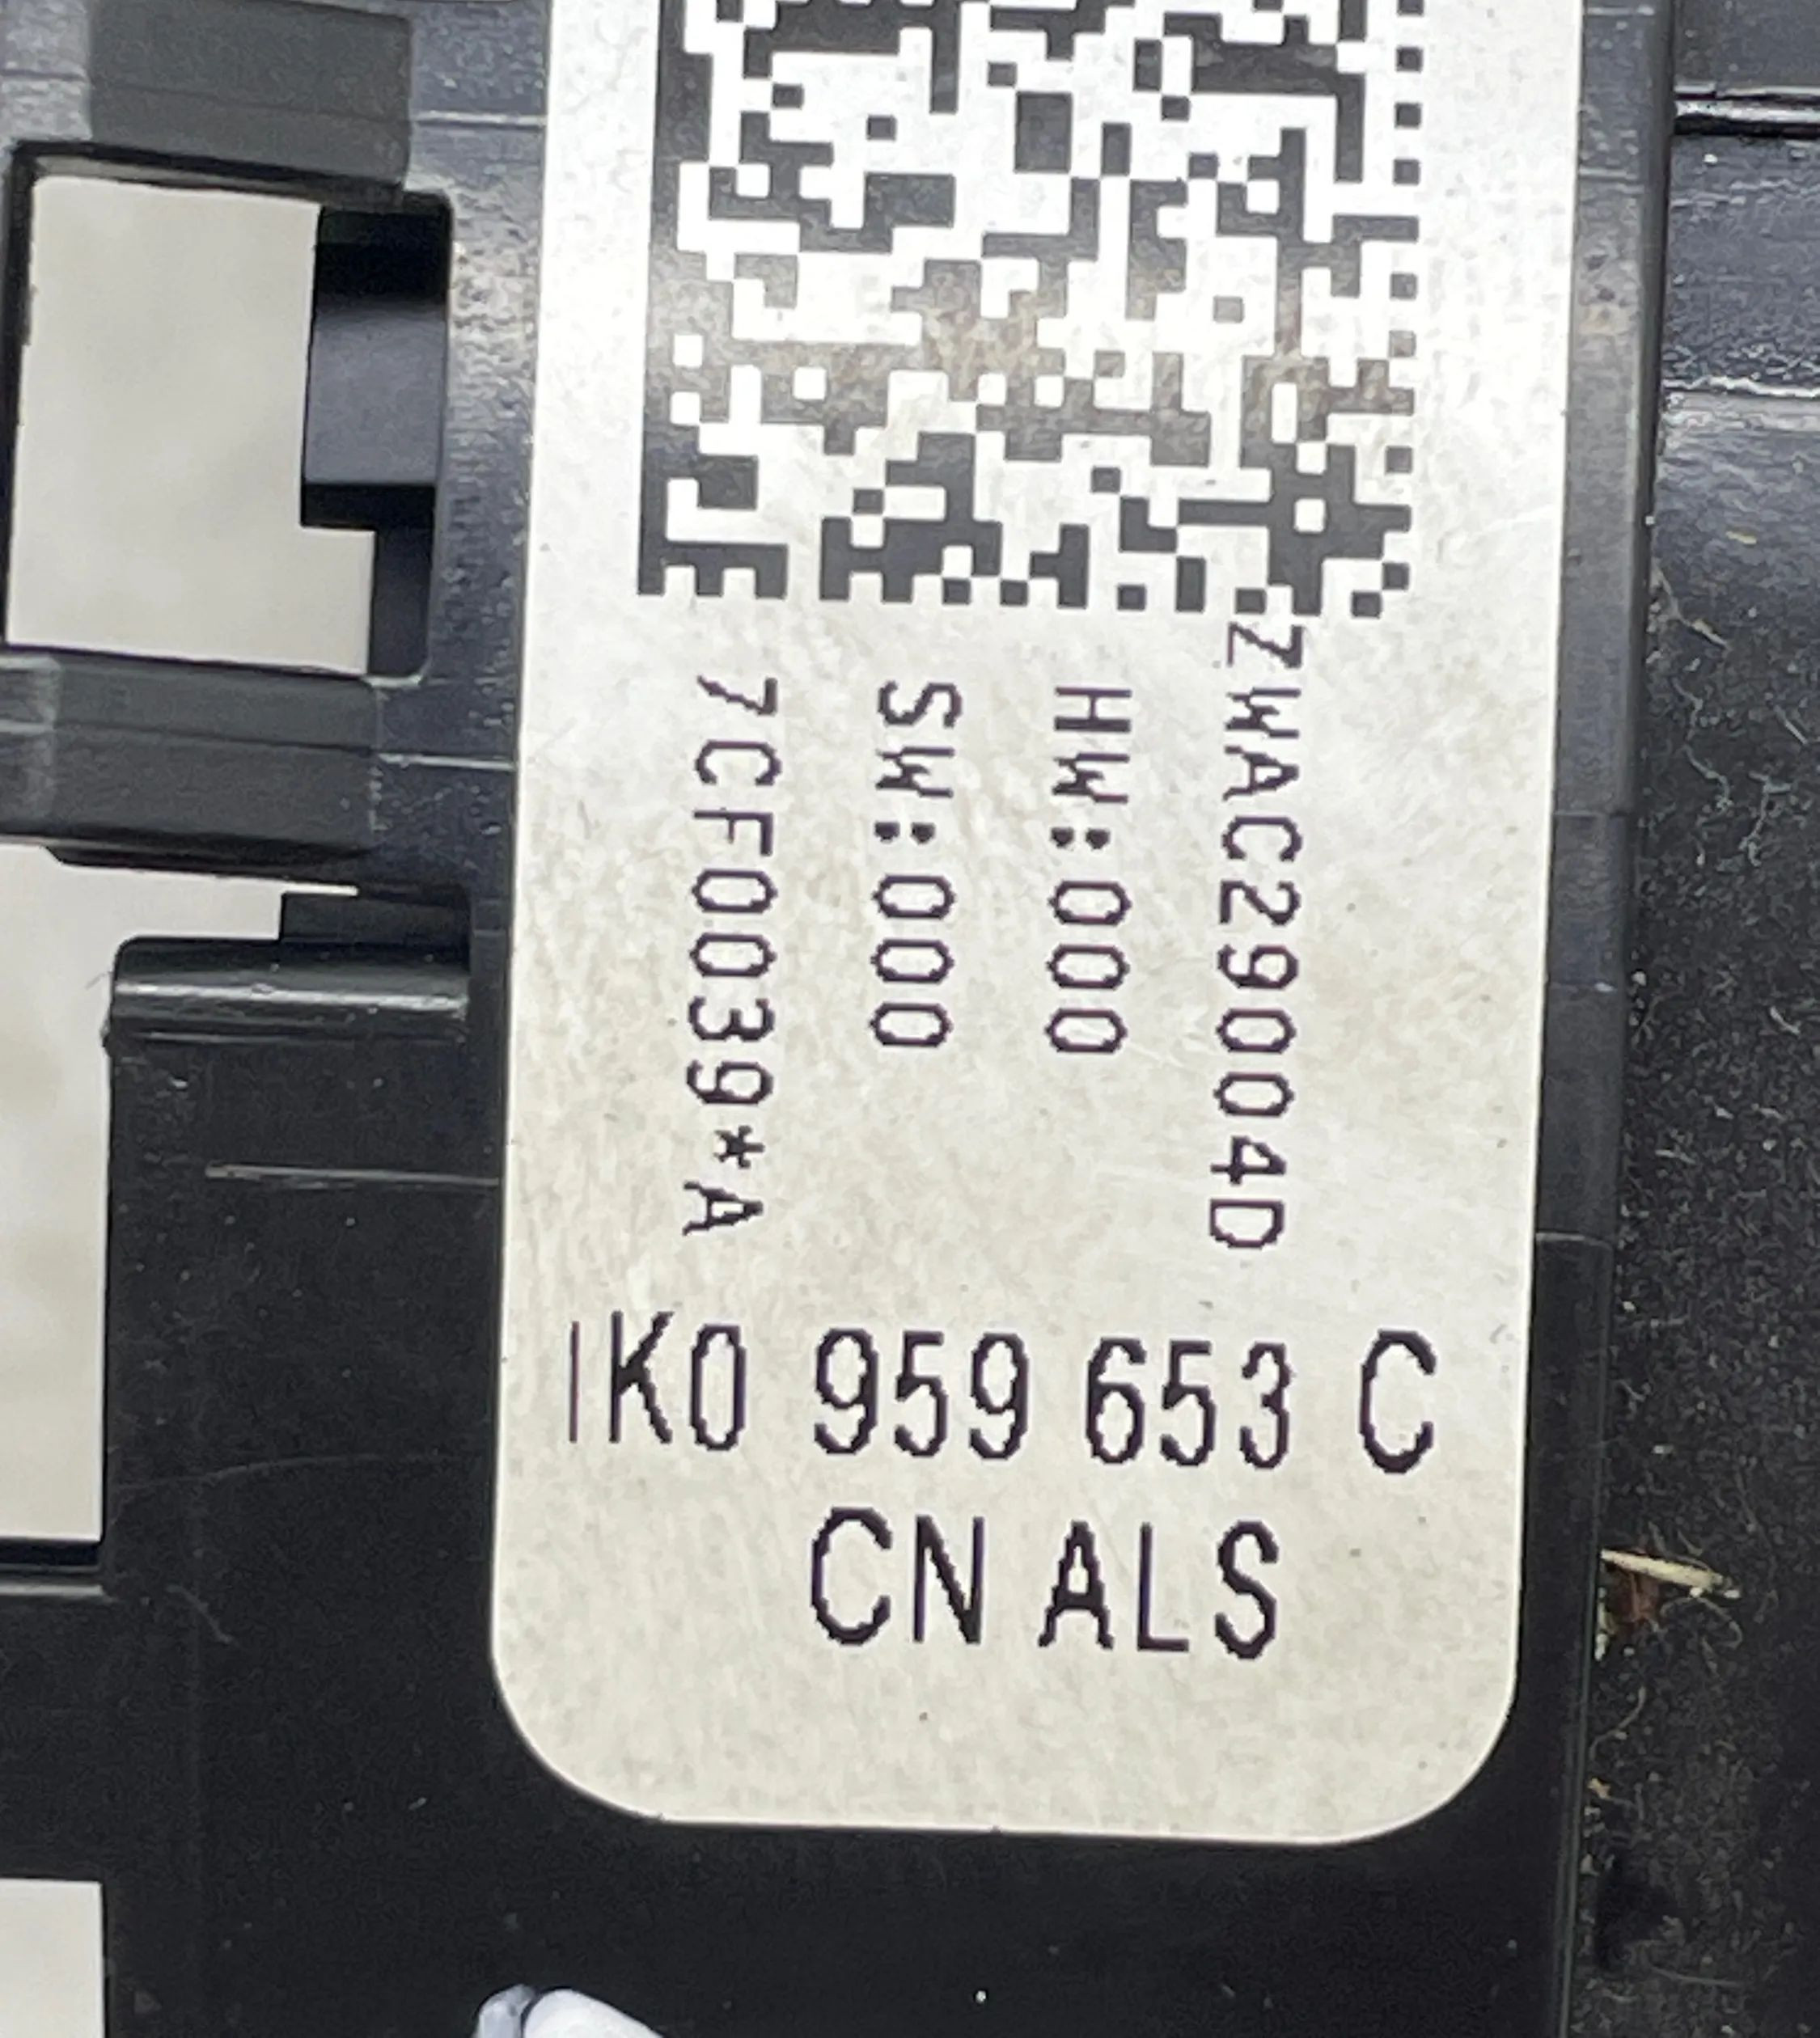 ZWAC29004D
HW:000
SW:000
7CF0039*A
1K0 959 653 C
CN ALS